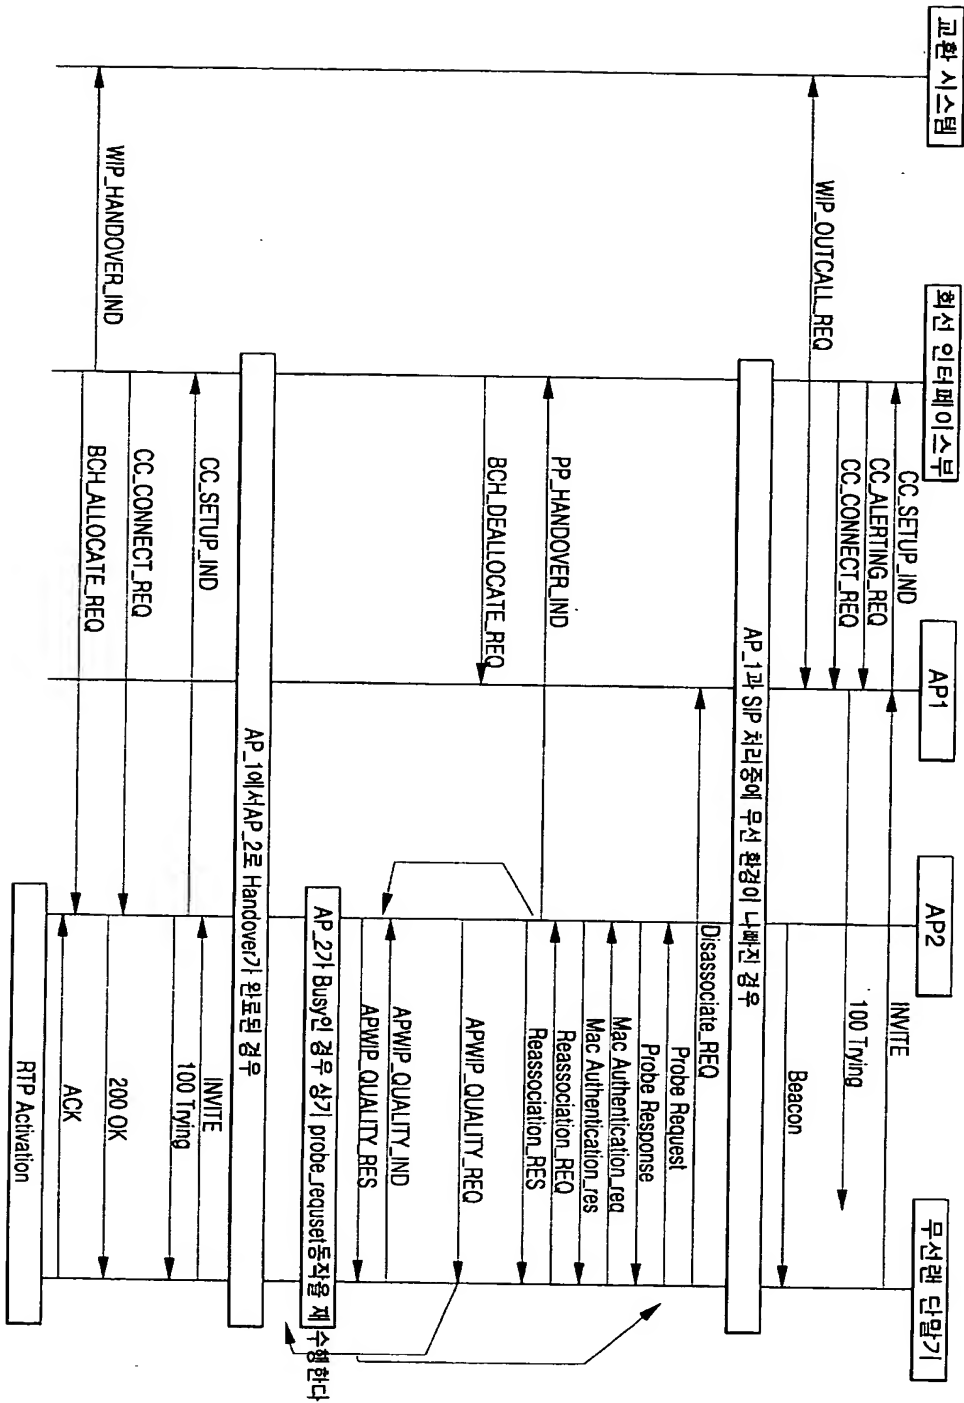 교환 시스템
회선 인터페이스부
AP1
AP2
무선랜 단말기
INVITE
CC_SETUP_IND
CC_ALERTING_REQ
100 Trying
CC_CONNECT_REQ
WIP_OUTCALL_REQ
Beacon
AP_1과 SIP 처리중에 무선 환경이 나빠진 경우
Disassociate_REQ
Probe Request
Probe Response
Mac Authentication_req
Mac Authentication_res
Reassociation_REQ
PP_HANDOVER_IND
Reassociation_RES
BCH_DEALLOCATE_REQ
APWIP_QUALITY_REQ
APWIP_QUALITY_IND
APWIP_QUALITY_RES
AP_2가 Busy인 경우 상기 probe_requset동작을 재 수행한다
AP_1에서AP_2로 Handover가 완료된 경우
INVITE
CC_SETUP_IND
100 Trying
CC_CONNECT_REQ
200 OK
WIP_HANDOVER_IND
BCH_ALLOCATE_REQ
ACK
RTP Activation